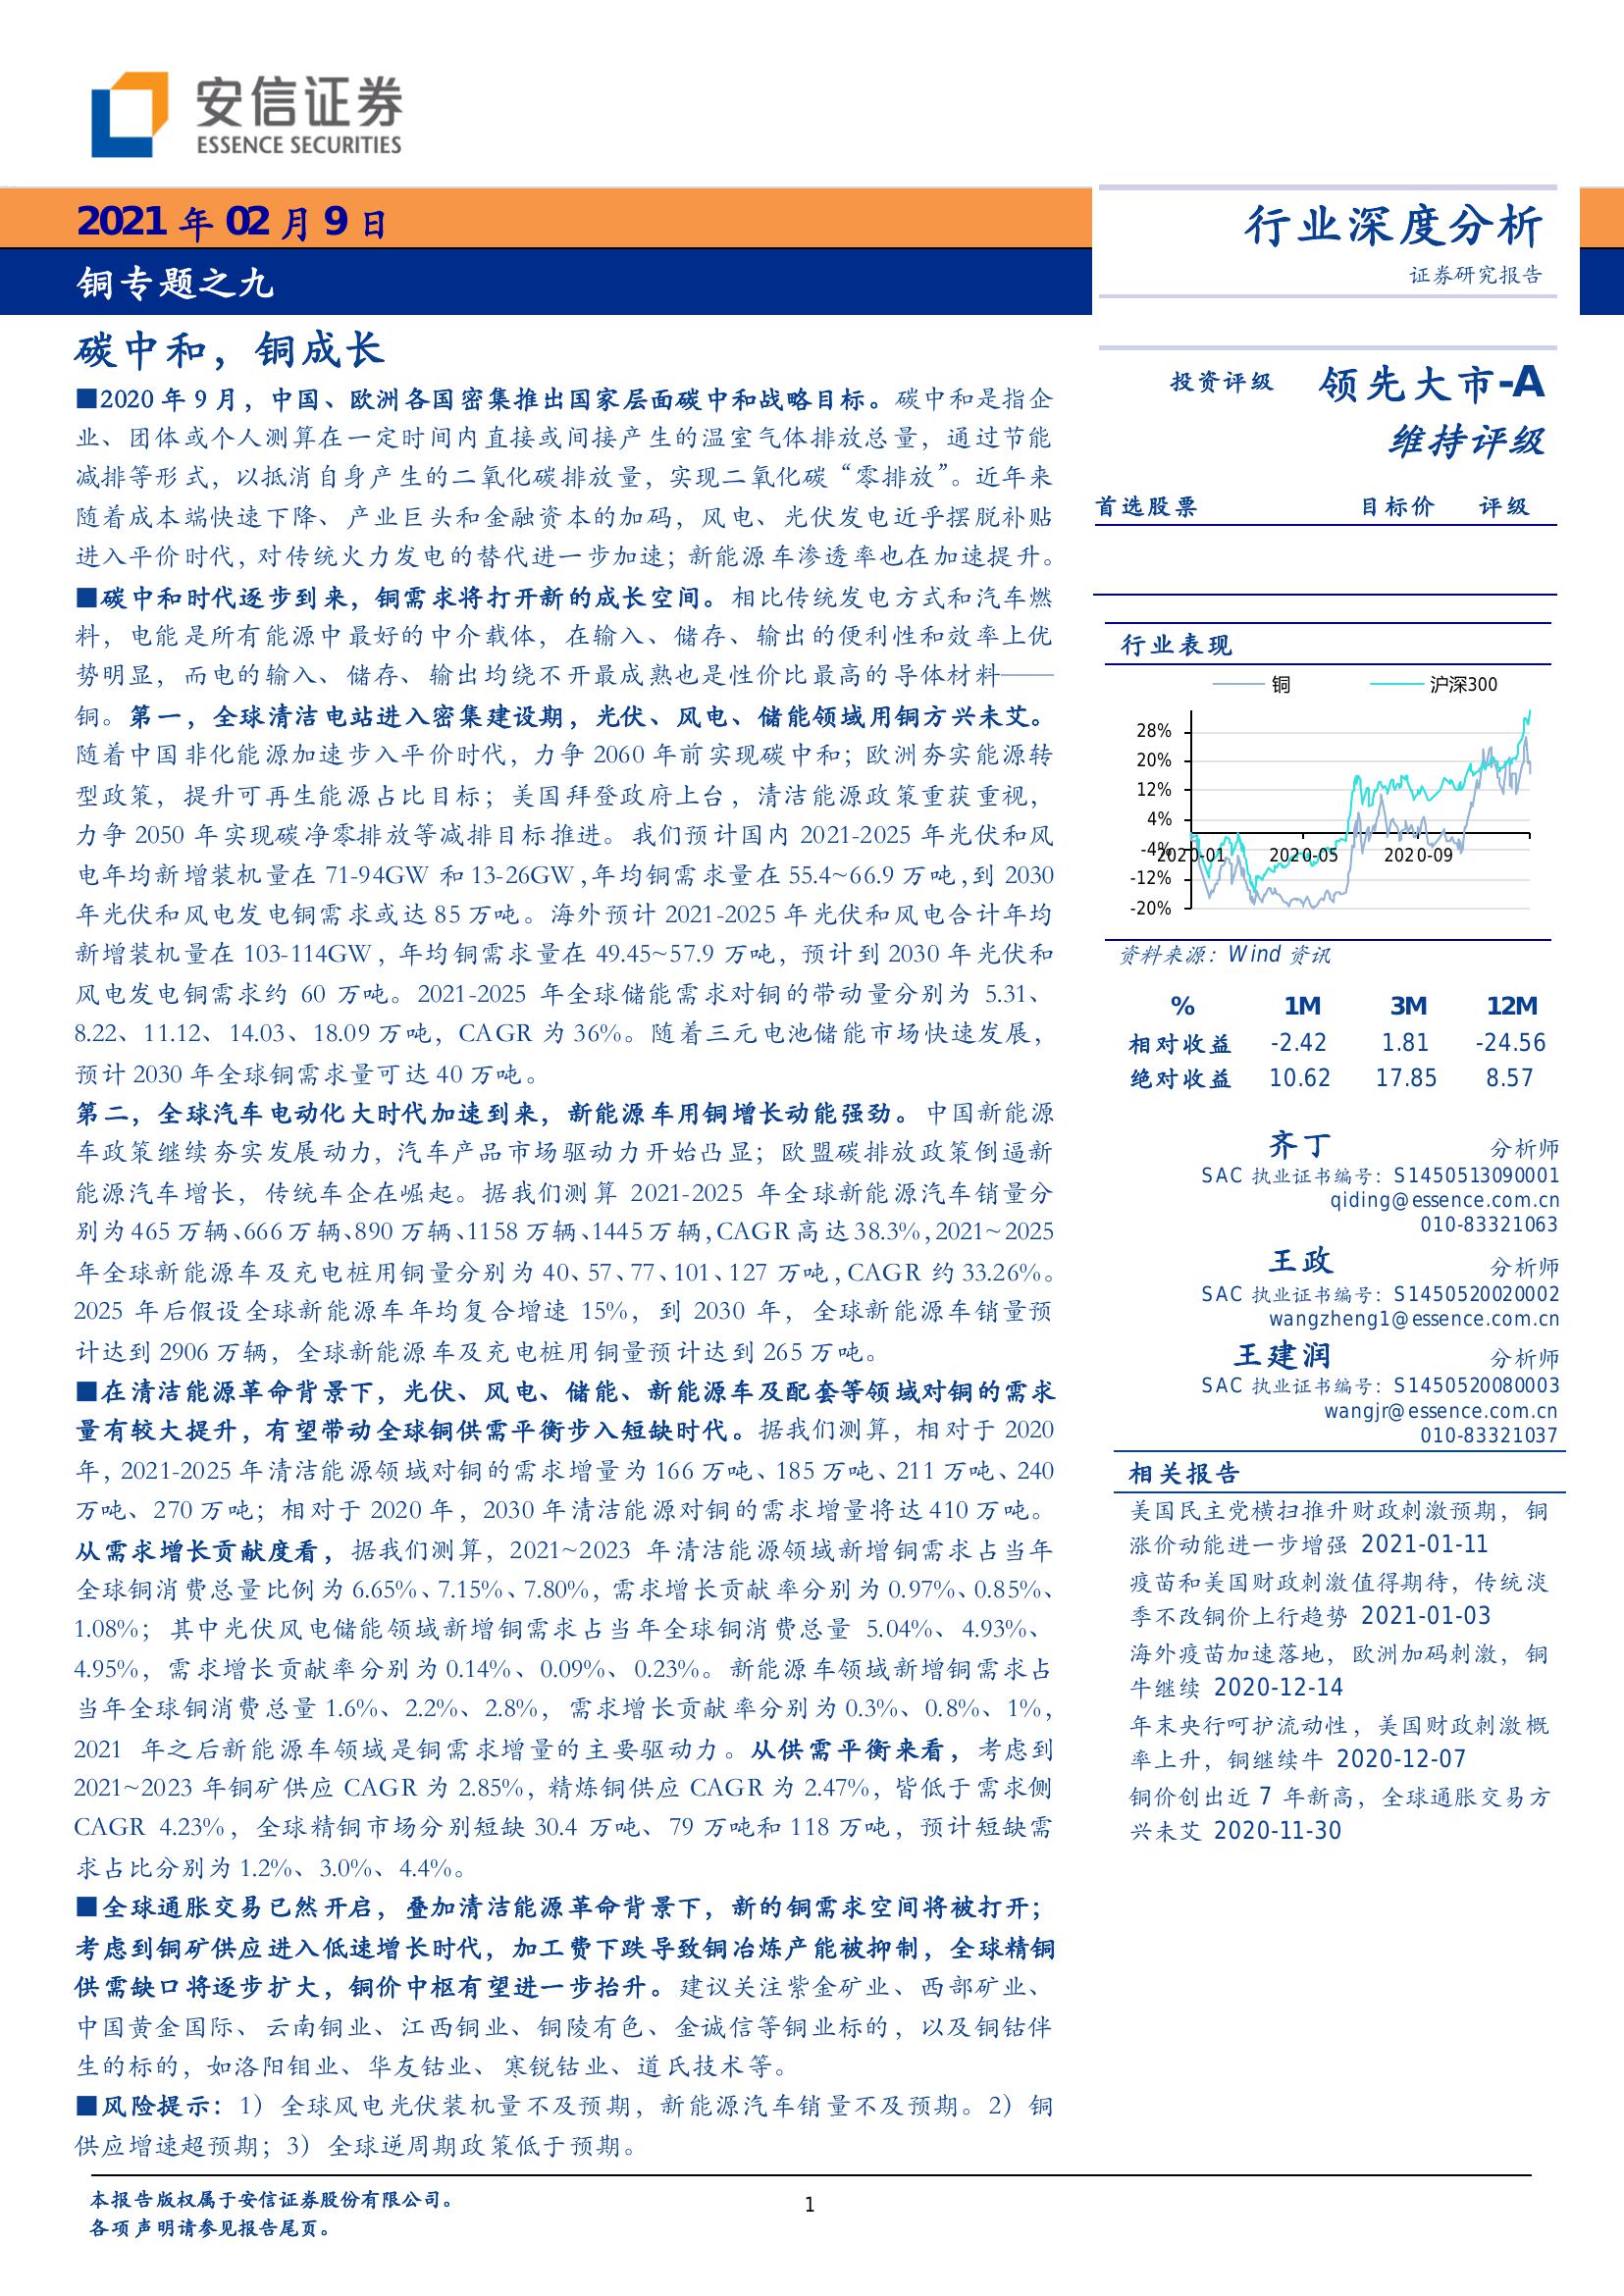 安信证券
ESSENCE SECURITIES
2021 年 02 月 9 日
铜专题之九
行业深度分析
证券研究报告
碳中和，铜成长
■2020 年 9 月，中国、欧洲各国密集推出国家层面碳中和战略目标。碳中和是指企
业、团体或个人测算在一定时间内直接或间接产生的温室气体排放总量，通过节能
减排等形式，以抵消自身产生的二氧化碳排放量，实现二氧化碳“零排放”。近年来
随着成本端快速下降、产业巨头和金融资本的加码，风电、光伏发电近乎摆脱补贴
进入平价时代，对传统火力发电的替代进一步加速；新能源车渗透率也在加速提升。
■碳中和时代逐步到来，铜需求将打开新的成长空间。相比传统发电方式和汽车燃
料，电能是所有能源中最好的中介载体，在输入、储存、输出的便利性和效率上优
势明显，而电的输入、储存、输出均绕不开最成熟也是性价比最高的导体材料——
铜。第一，全球清洁电站进入密集建设期，光伏、风电、储能领域用铜方兴未艾。
随着中国非化能源加速步入平价时代，力争 2060 年前实现碳中和；欧洲夯实能源转
型政策，提升可再生能源占比目标；美国拜登政府上台，清洁能源政策重获重视，
力争 2050 年实现碳净零排放等减排目标推进。我们预计国内 2021-2025 年光伏和风
电年均新增装机量在 71-94GW 和 13-26GW，年均铜需求量在 55.4~66.9 万吨，到 2030
年光伏和风电发电铜需求或达 85 万吨。海外预计 2021-2025 年光伏和风电合计年均
新增装机量在 103-114GW，年均铜需求量在 49.45~57.9 万吨，预计到 2030 年光伏和
风电发电铜需求约 60 万吨。2021-2025 年全球储能需求对铜的带动量分别为 5.31、
8.22、11.12、14.03、18.09 万吨，CAGR 为 36%。随着三元电池储能市场快速发展，
预计 2030 年全球铜需求量可达 40 万吨。
第二，全球汽车电动化大时代加速到来，新能源车用铜增长动能强劲。中国新能源
车政策继续夯实发展动力，汽车产品市场驱动力开始凸显；欧盟碳排放政策倒逼新
能源汽车增长，传统车企在崛起。据我们测算 2021-2025 年全球新能源汽车销量分
别为 465 万辆、666 万辆、890 万辆、1158 万辆、1445 万辆，CAGR 高达 38.3%，2021~2025
年全球新能源车及充电桩用铜量分别为 40、57、77、101、127 万吨，CAGR 约 33.26%。
2025 年后假设全球新能源车年均复合增速 15%，到 2030 年，全球新能源车销量预
计达到 2906 万辆，全球新能源车及充电桩用铜量预计达到 265 万吨。
■在清洁能源革命背景下，光伏、风电、储能、新能源车及配套等领域对铜的需求
量有较大提升，有望带动全球铜供需平衡步入短缺时代。据我们测算，相对于 2020
年，2021-2025 年清洁能源领域对铜的需求增量为 166 万吨、185 万吨、211 万吨、240
万吨、270 万吨；相对于 2020 年，2030 年清洁能源对铜的需求增量将达 410 万吨。
从需求增长贡献度看，据我们测算，2021~2023 年清洁能源领域新增铜需求占当年
全球铜消费总量比例为 6.65%、7.15%、7.80%，需求增长贡献率分别为 0.97%、0.85%、
1.08%；其中光伏风电储能领域新增铜需求占当年全球铜消费总量 5.04%、4.93%、
4.95%，需求增长贡献率分别为 0.14%、0.09%、0.23%。新能源车领域新增铜需求占
当年全球铜消费总量 1.6%、2.2%、2.8%，需求增长贡献率分别为 0.3%、0.8%、1%，
2021 年之后新能源车领域是铜需求增量的主要驱动力。从供需平衡来看，考虑到
2021~2023 年铜矿供应 CAGR 为 2.85%，精炼铜供应 CAGR 为 2.47%，皆低于需求侧
CAGR 4.23%，全球精铜市场分别短缺 30.4 万吨、79 万吨和 118 万吨，预计短缺需
求占比分别为 1.2%、3.0%、4.4%。
■全球通胀交易已然开启，叠加清洁能源革命背景下，新的铜需求空间将被打开；
考虑到铜矿供应进入低速增长时代，加工费下跌导致铜冶炼产能被抑制，全球精铜
供需缺口将逐步扩大，铜价中枢有望进一步抬升。建议关注紫金矿业、西部矿业、
中国黄金国际、云南铜业、江西铜业、铜陵有色、金诚信等铜业标的，以及铜钴伴
生的标的，如洛阳钼业、华友钴业、寒锐钴业、道氏技术等。
■风险提示：1）全球风电光伏装机量不及预期，新能源汽车销量不及预期。2）铜
供应增速超预期；3）全球逆周期政策低于预期。
投资评级 领先大市-A
维持评级
首选股票 目标价 评级
行业表现
铜 沪深300
28%
20%
12%
4%
-4%
-12%
-20%
2020-01 2020-05 2020-09
资料来源：Wind 资讯
% 1M 3M 12M
相对收益 -2.42 1.81 -24.56
绝对收益 10.62 17.85 8.57
齐丁 分析师
SAC 执业证书编号：S1450513090001
qiding@essence.com.cn
010-83321063
王政 分析师
SAC 执业证书编号：S1450520020002
wangzheng1@essence.com.cn
王建润 分析师
SAC 执业证书编号：S1450520080003
wangjr@essence.com.cn
010-83321037
相关报告
美国民主党横扫推升财政刺激预期，铜
涨价动能进一步增强 2021-01-11
疫苗和美国财政刺激值得期待，传统淡
季不改铜价上行趋势 2021-01-03
海外疫苗加速落地，欧洲加码刺激，铜
牛继续 2020-12-14
年末央行呵护流动性，美国财政刺激概
率上升，铜继续牛 2020-12-07
铜价创出近 7 年新高，全球通胀交易方
兴未艾 2020-11-30
本报告版权属于安信证券股份有限公司。
各项声明请参见报告尾页。
1